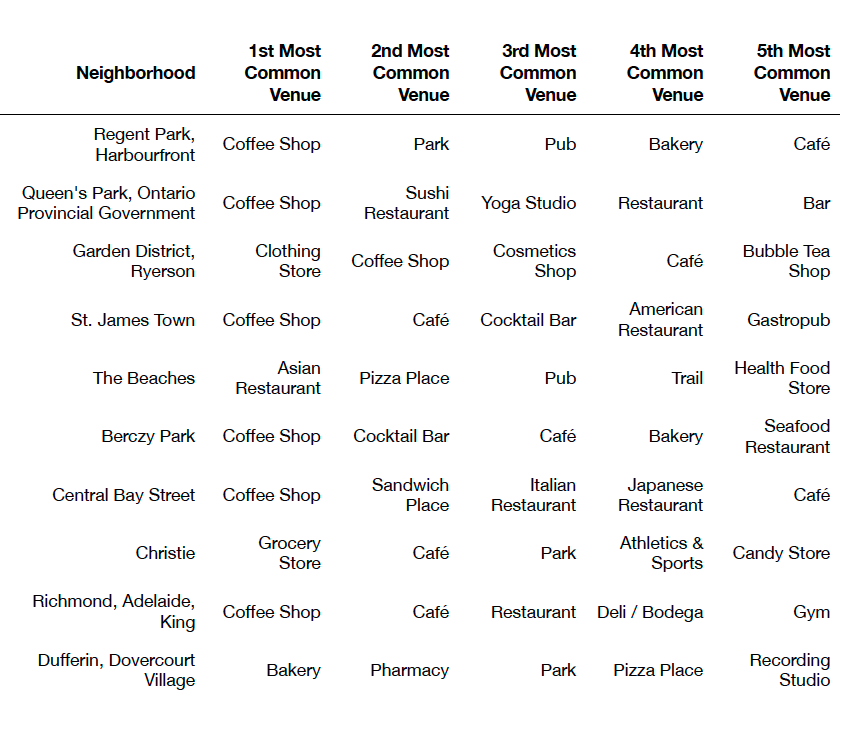 Neighborhood 1st Most Common Venue 2nd Most Common Venue 3rd Most Common Venue 4th Most Common Venue 5th Most Common Venue
Regent Park, Harbourfront Coffee Shop Park Pub Bakery Café
Queen's Park, Ontario Provincial Government Coffee Shop Sushi Restaurant Yoga Studio Restaurant Bar
Garden District, Ryerson Clothing Store Coffee Shop Cosmetics Shop Café Bubble Tea Shop
St. James Town Coffee Shop Café Cocktail Bar American Restaurant Gastropub
The Beaches Asian Restaurant Pizza Place Pub Trail Health Food Store
Berczy Park Coffee Shop Cocktail Bar Café Bakery Seafood Restaurant
Central Bay Street Coffee Shop Sandwich Place Italian Restaurant Japanese Restaurant Café
Christie Grocery Store Café Park Athletics & Sports Candy Store
Richmond, Adelaide, King Coffee Shop Café Restaurant Deli / Bodega Gym
Dufferin, Dovercourt Village Bakery Pharmacy Park Pizza Place Recording Studio